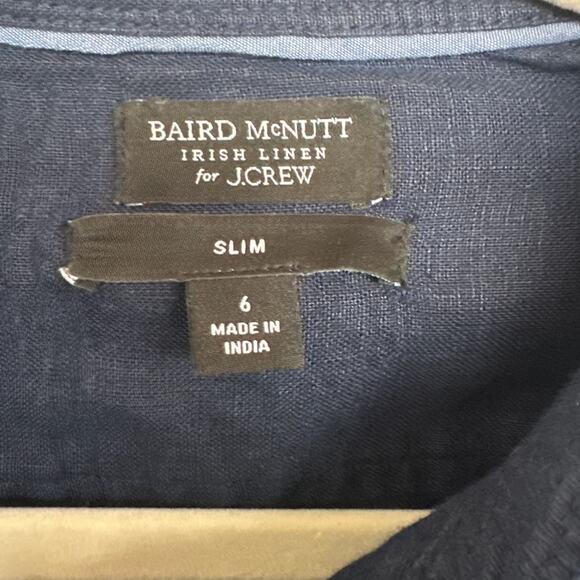 BAIRD McNUTT
IRISH LINEN
for J.CREW
SLIM
6
MADE IN
INDIA